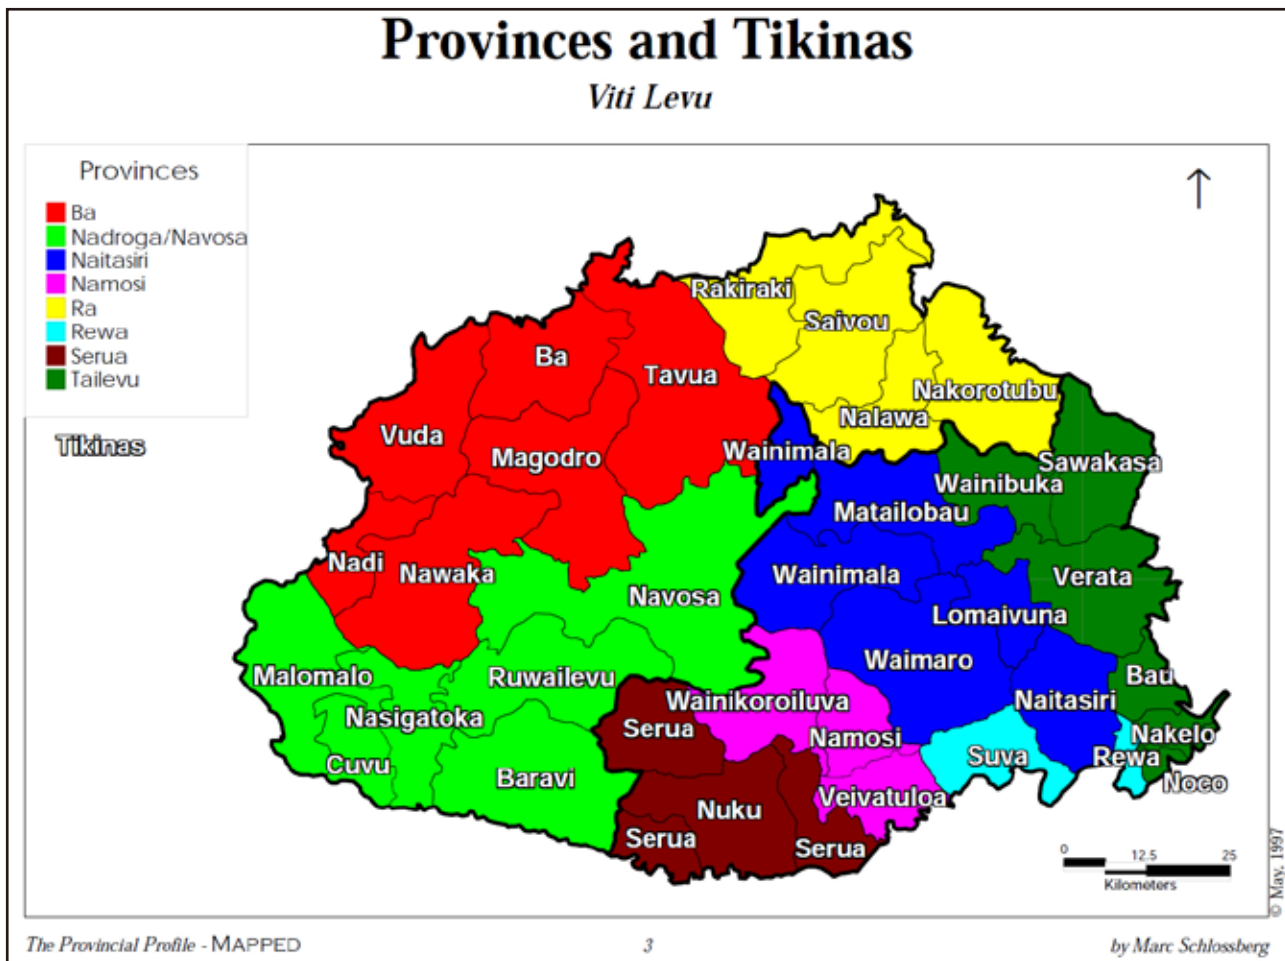 Provinces and Tikinas
Viti Levu
Provinces
Ba
Nadroga/Navosa
Naitasiri
Namosi
Ra
Rewa
Serua
Tailevu
Tikinas
Rakiraki
Saivou
Ba
Tavua
Nakorotubu
Nalawa
Vuda
Wainimala
Magodro
Sawakasa
Wainibuka
Matailobau
Nadi
Nawaka
Wainimala
Verata
Navosa
Lomaivuna
Waimaro
Malomalo
Ruwailevu
Bau
Wainikoroiluva
Naitasiri
Nasigatoka
Serua
Namosi
Nakelo
Suva
Rewa
Cuvu
Baravi
Noco
Veivatuloa
Nuku
Serua
Serua
0 12.5 25
Kilometers
© May, 1997
The Provincial Profile - MAPPED 3 by Marc Schlossberg